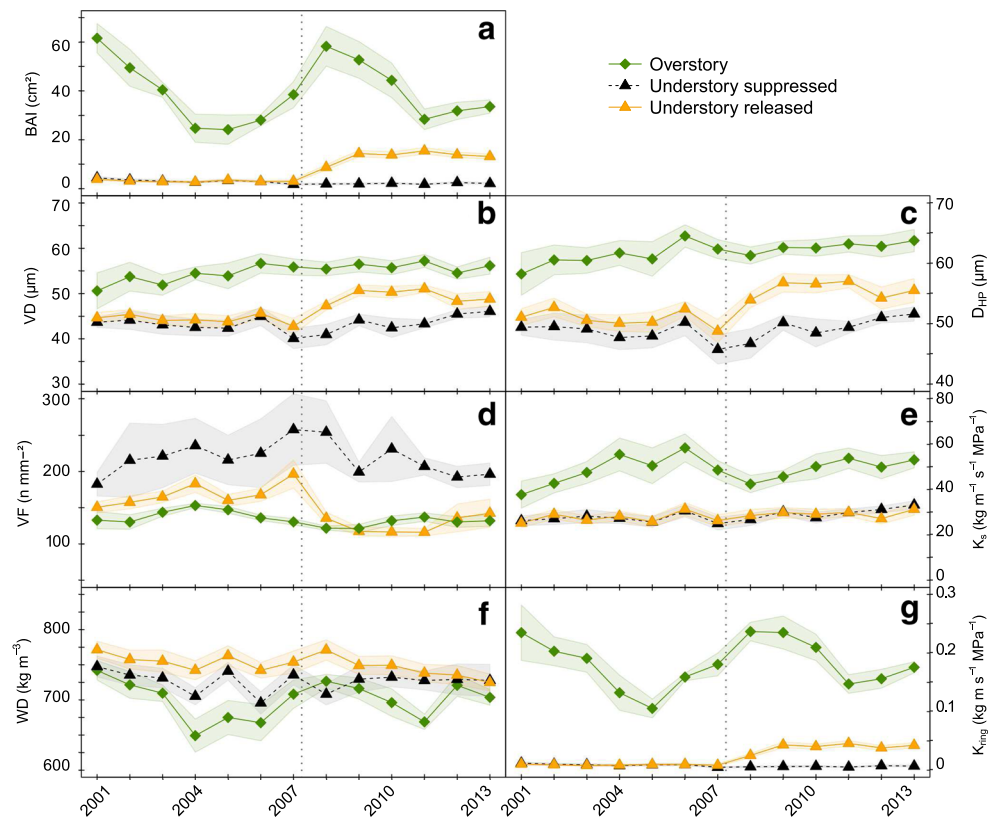 a
60
40
20
0
BAI (cm²)
Overstory
Understory suppressed
Understory released
b
70
60
50
40
30
VD (µm)
c
70
60
50
40
D_HP (µm)
d
300
200
100
VF (n mm⁻²)
e
80
60
40
20
0
K_s (kg m⁻¹ s⁻¹ MPa⁻¹)
f
800
700
600
WD (kg m⁻³)
g
0,3
0,2
0,1
0
K_ring (kg m s⁻¹ MPa⁻¹)
2001 2004 2007 2010 2013
2001 2004 2007 2010 2013